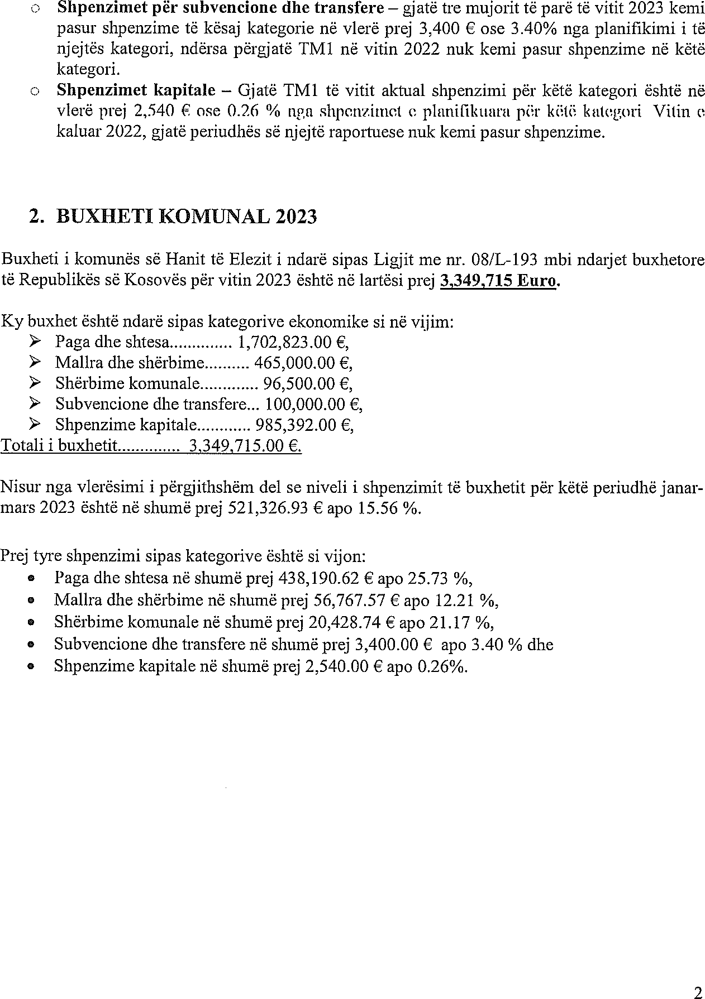 ○ Shpenzimet për subvencione dhe transfere – gjatë tre mujorit të parë të vitit 2023 kemi
pasur shpenzime të kësaj kategorie në vlerë prej 3,400 € ose 3.40% nga planifikimi i të
njejtës kategori, ndërsa përgjatë TM1 në vitin 2022 nuk kemi pasur shpenzime në këtë
kategori.
○ Shpenzimet kapitale – Gjatë TM1 të vitit aktual shpenzimi për këtë kategori është në
vlerë prej 2,540 € ose 0.26 % nga shpenzimet e planifikuara për këtë kategori Vitin e
kaluar 2022, gjatë periudhës së njejtë raportuese nuk kemi pasur shpenzime.
2. BUXHETI KOMUNAL 2023
Buxheti i komunës së Hanit të Elezit i ndarë sipas Ligjit me nr. 08/L-193 mbi ndarjet buxhetore
të Republikës së Kosovës për vitin 2023 është në lartësi prej 3,349,715 Euro.
Ky buxhet është ndarë sipas kategorive ekonomike si në vijim:
➢ Paga dhe shtesa.............. 1,702,823.00 €,
➢ Mallra dhe shërbime.......... 465,000.00 €,
➢ Shërbime komunale............. 96,500.00 €,
➢ Subvencione dhe transfere... 100,000.00 €,
➢ Shpenzime kapitale............ 985,392.00 €,
Totali i buxhetit.............. 3,349,715.00 €.
Nisur nga vlerësimi i përgjithshëm del se niveli i shpenzimit të buxhetit për këtë periudhë janar-
mars 2023 është në shumë prej 521,326.93 € apo 15.56 %.
Prej tyre shpenzimi sipas kategorive është si vijon:
• Paga dhe shtesa në shumë prej 438,190.62 € apo 25.73 %,
• Mallra dhe shërbime në shumë prej 56,767.57 € apo 12.21 %,
• Shërbime komunale në shumë prej 20,428.74 € apo 21.17 %,
• Subvencione dhe transfere në shumë prej 3,400.00 € apo 3.40 % dhe
• Shpenzime kapitale në shumë prej 2,540.00 € apo 0.26%.
2